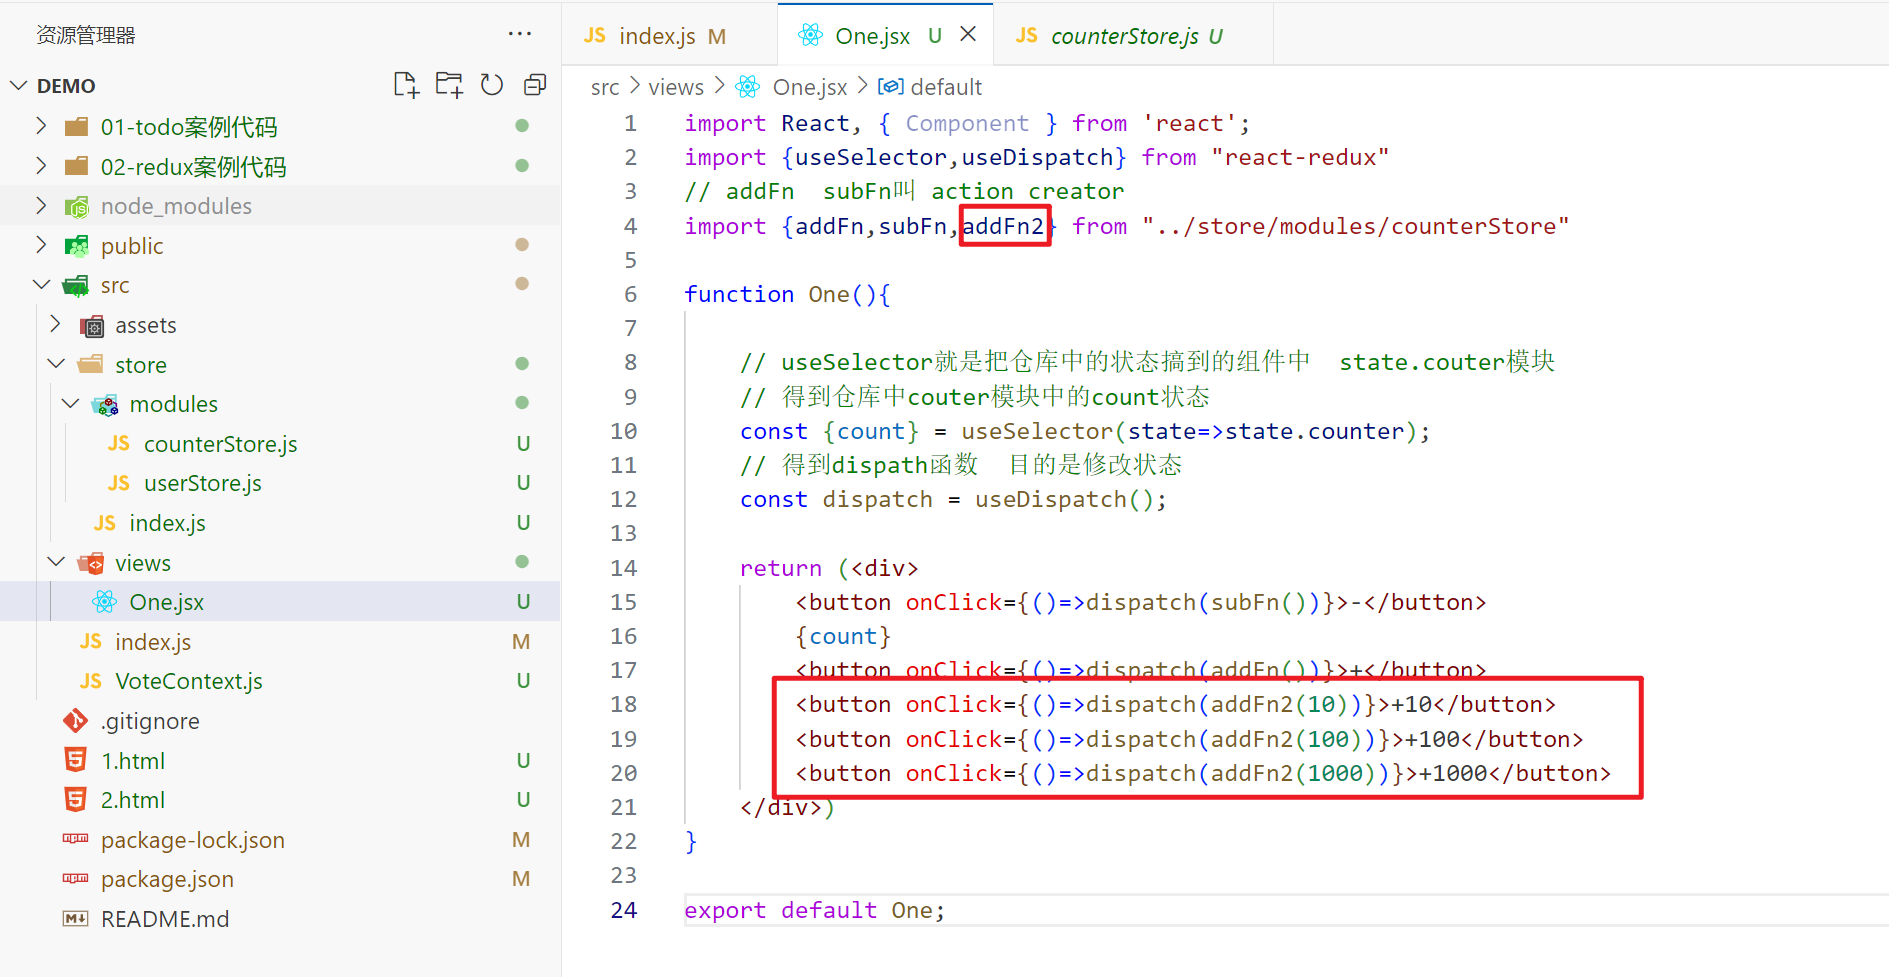 资源管理器
DEMO
01-todo案例代码
02-redux案例代码
node_modules
public
src
assets
store
modules
counterStore.js U
userStore.js U
index.js U
views
One.jsx U
index.js M
VoteContext.js U
.gitignore
1.html U
2.html U
package-lock.json M
package.json M
README.md
JS index.js M One.jsx U JS counterStore.js U
src > views > One.jsx > default
1 import React, { Component } from 'react';
2 import {useSelector,useDispatch} from "react-redux"
3 // addFn  subFn叫 action creator
4 import {addFn,subFn,addFn2} from "../store/modules/counterStore"
5
6 function One(){
7
8 // useSelector就是把仓库中的状态搞到的组件中  state.couter模块
9 // 得到仓库中couter模块中的count状态
10 const {count} = useSelector(state=>state.counter);
11 // 得到dispath函数  目的是修改状态
12 const dispatch = useDispatch();
13
14 return (<div>
15 <button onClick={()=>dispatch(subFn())}>-</button>
16 {count}
17 <button onClick={()=>dispatch(addFn())}>+</button>
18 <button onClick={()=>dispatch(addFn2(10))}>+10</button>
19 <button onClick={()=>dispatch(addFn2(100))}>+100</button>
20 <button onClick={()=>dispatch(addFn2(1000))}>+1000</button>
21 </div>)
22 }
23
24 export default One;